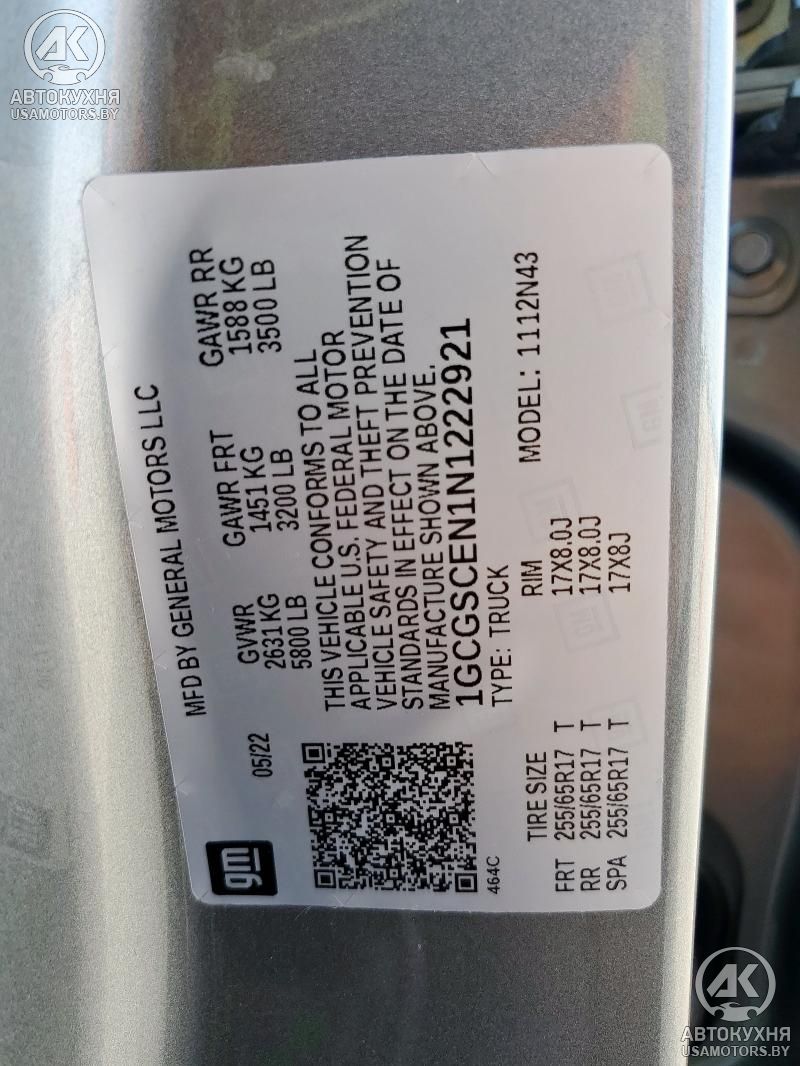 AK
АВТОКУХНЯ
USAMOTORS.BY
gm
MFD BY GENERAL MOTORS LLC
05/22
GVWR GAWR FRT GAWR RR
2631 KG 1451 KG 1588 KG
5800 LB 3200 LB 3500 LB
THIS VEHICLE CONFORMS TO ALL
APPLICABLE U.S. FEDERAL MOTOR
VEHICLE SAFETY AND THEFT PREVENTION
STANDARDS IN EFFECT ON THE DATE OF
MANUFACTURE SHOWN ABOVE.
1GCGSCEN1N1222921
464C TYPE: TRUCK MODEL: 1112N43
TIRE SIZE RIM
FRT 255/65R17 T 17X8.0J
RR 255/65R17 T 17X8.0J
SPA 255/65R17 T 17X8J
AK
АВТОКУХНЯ
USAMOTORS.BY